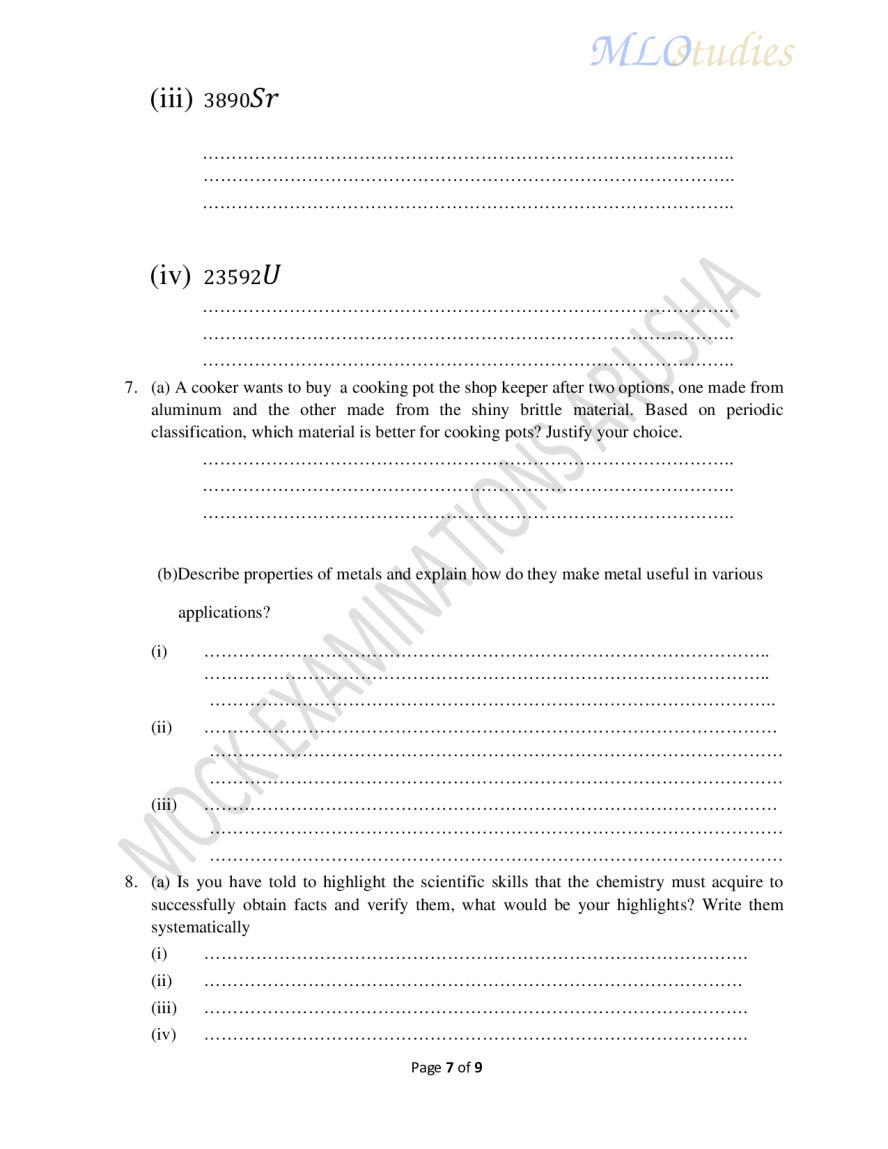 MLOstudies
(iii) 3890Sr
………………………………………………………………………………..
………………………………………………………………………………..
………………………………………………………………………………..
(iv) 23592U
………………………………………………………………………………..
………………………………………………………………………………..
………………………………………………………………………………..
7. (a) A cooker wants to buy a cooking pot the shop keeper after two options, one made from
aluminum and the other made from the shiny brittle material. Based on periodic
classification, which material is better for cooking pots? Justify your choice.
………………………………………………………………………………..
………………………………………………………………………………..
………………………………………………………………………………..
(b)Describe properties of metals and explain how do they make metal useful in various
applications?
(i) ……………………………………………………………………………………..
……………………………………………………………………………………..
……………………………………………………………………………………..
(ii) ………………………………………………………………………………………
………………………………………………………………………………………
………………………………………………………………………………………
(iii) ………………………………………………………………………………………
………………………………………………………………………………………
………………………………………………………………………………………
8. (a) Is you have told to highlight the scientific skills that the chemistry must acquire to
successfully obtain facts and verify them, what would be your highlights? Write them
systematically
(i) ………………………………………………………………………………….
(ii) …………………………………………………………………………………
(iii) ………………………………………………………………………………….
(iv) ………………………………………………………………………………….
Page 7 of 9
MOCK EXAMINATIONS ARUSHA